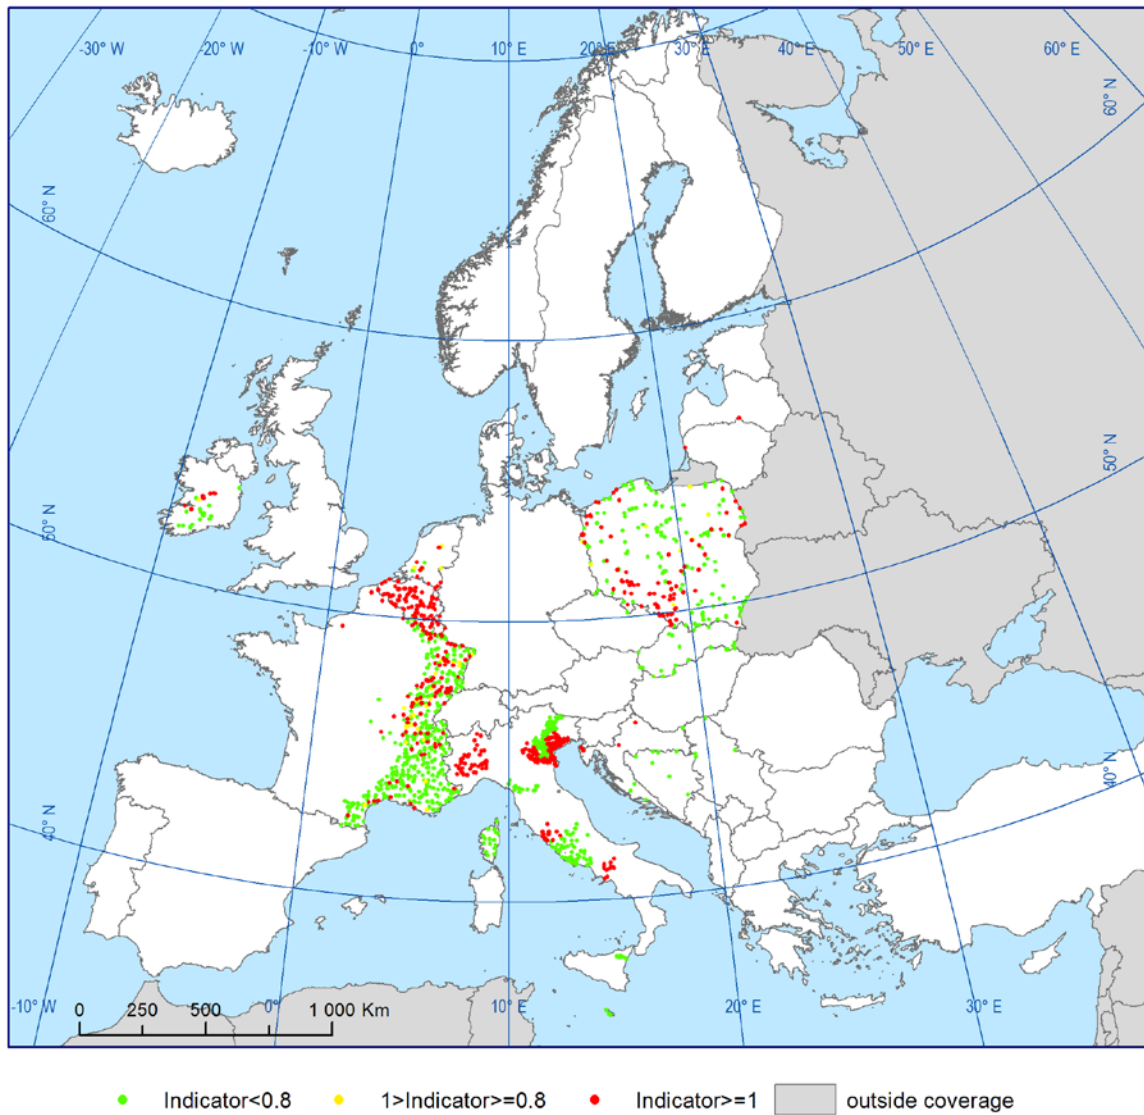 -30° W -20° W -10° W 0° 10° E 20° E 30° E 40° E 50° E 60° E
60° N
60° N
50° N
50° N
40° N
40° N
-10° W 0° 10° E 20° E 30° E
0 250 500 1 000 Km
Indicator<0.8 1>Indicator>=0.8 Indicator>=1 outside coverage